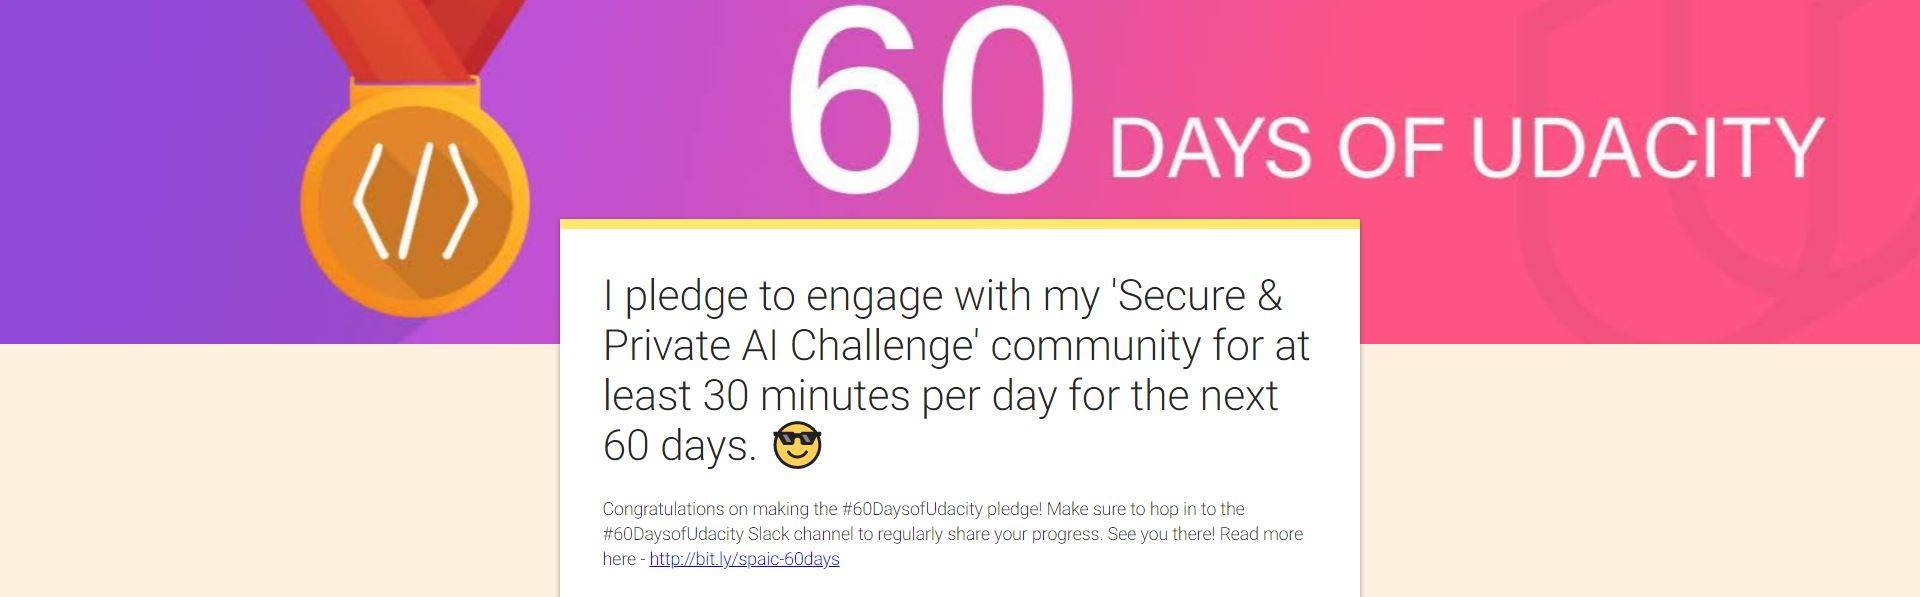 60 DAYS OF UDACITY
</>
I pledge to engage with my 'Secure &
Private AI Challenge' community for at
least 30 minutes per day for the next
60 days. 😎
Congratulations on making the #60DaysofUdacity pledge! Make sure to hop in to the
#60DaysofUdacity Slack channel to regularly share your progress. See you there! Read more
here - http://bit.ly/spaic-60days